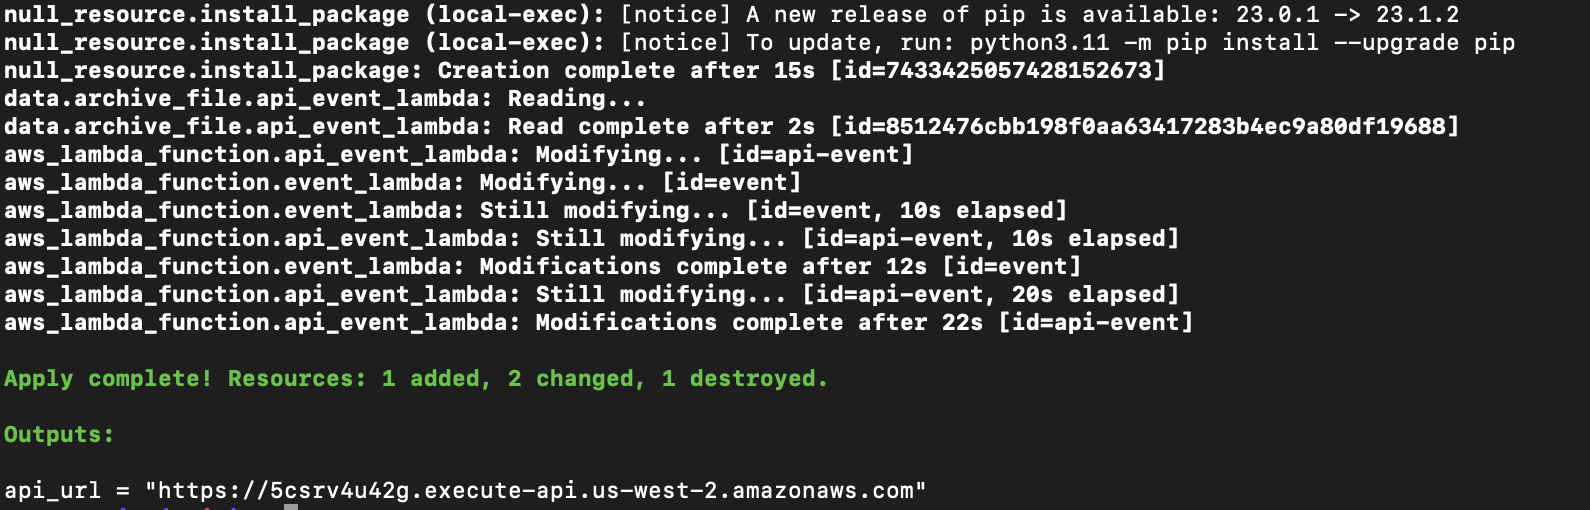 null_resource.install_package (local-exec): [notice] A new release of pip is available: 23.0.1 -> 23.1.2
null_resource.install_package (local-exec): [notice] To update, run: python3.11 -m pip install --upgrade pip
null_resource.install_package: Creation complete after 15s [id=7433425057428152673]
data.archive_file.api_event_lambda: Reading...
data.archive_file.api_event_lambda: Read complete after 2s [id=8512476cbb198f0aa63417283b4ec9a80df19688]
aws_lambda_function.api_event_lambda: Modifying... [id=api-event]
aws_lambda_function.event_lambda: Modifying... [id=event]
aws_lambda_function.event_lambda: Still modifying... [id=event, 10s elapsed]
aws_lambda_function.api_event_lambda: Still modifying... [id=api-event, 10s elapsed]
aws_lambda_function.event_lambda: Modifications complete after 12s [id=event]
aws_lambda_function.api_event_lambda: Still modifying... [id=api-event, 20s elapsed]
aws_lambda_function.api_event_lambda: Modifications complete after 22s [id=api-event]
Apply complete! Resources: 1 added, 2 changed, 1 destroyed.
Outputs:
api_url = "https://5csrv4u42g.execute-api.us-west-2.amazonaws.com"